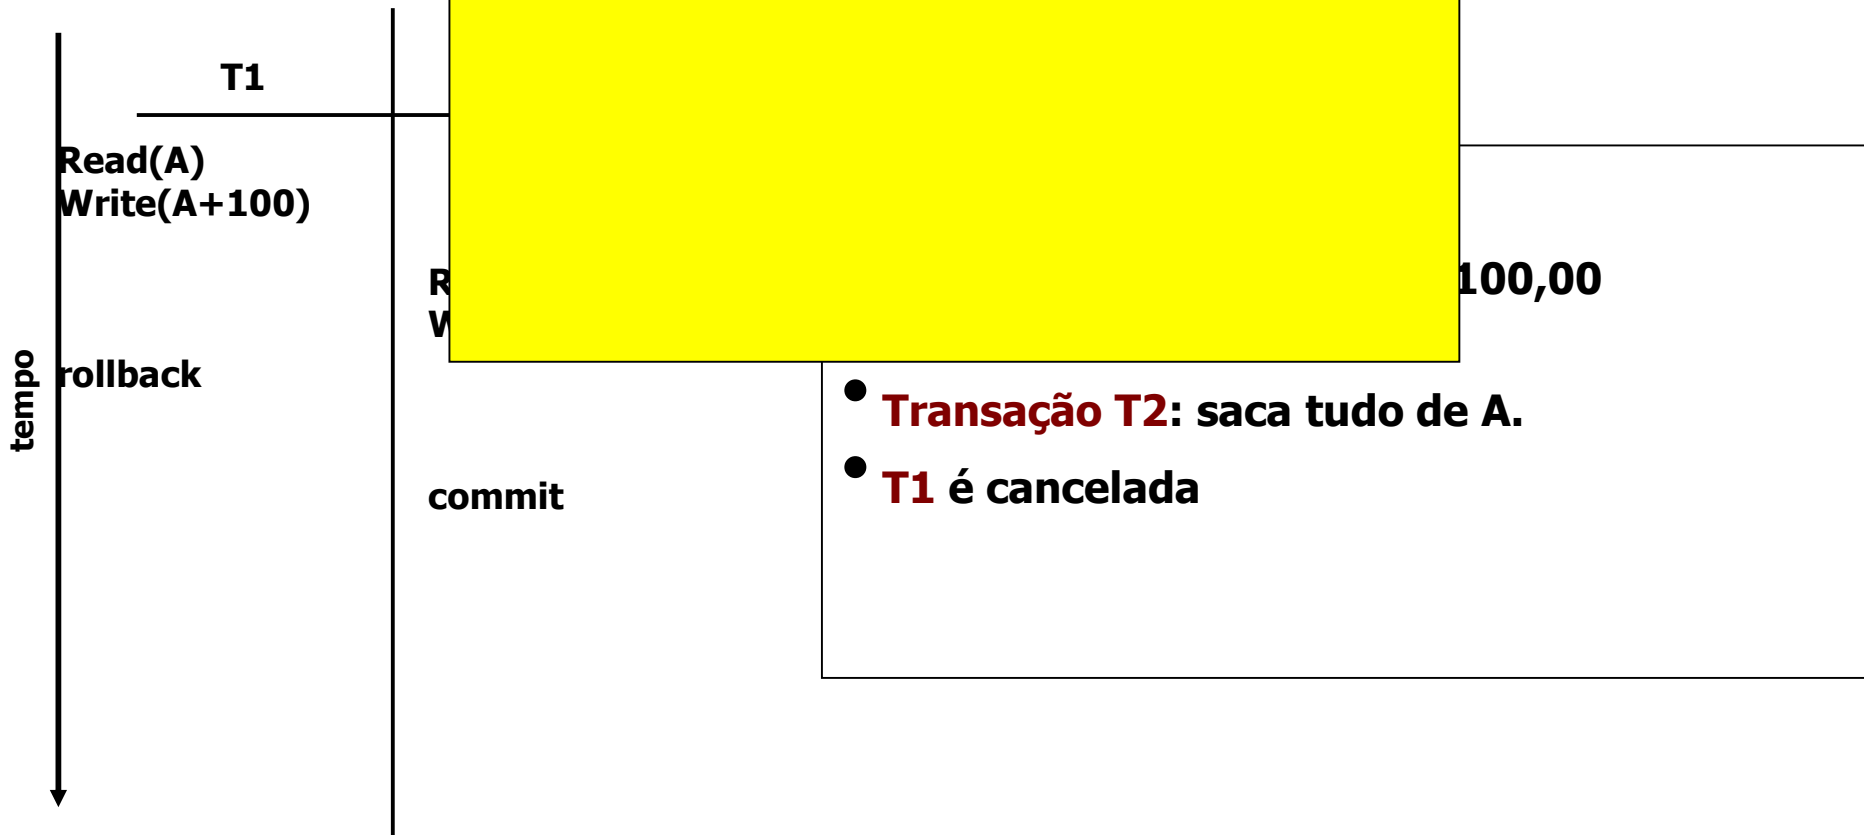 T1
Read(A)
Write(A+100)
100,00
rollback
tempo
Transação T2: saca tudo de A.
T1 é cancelada
commit